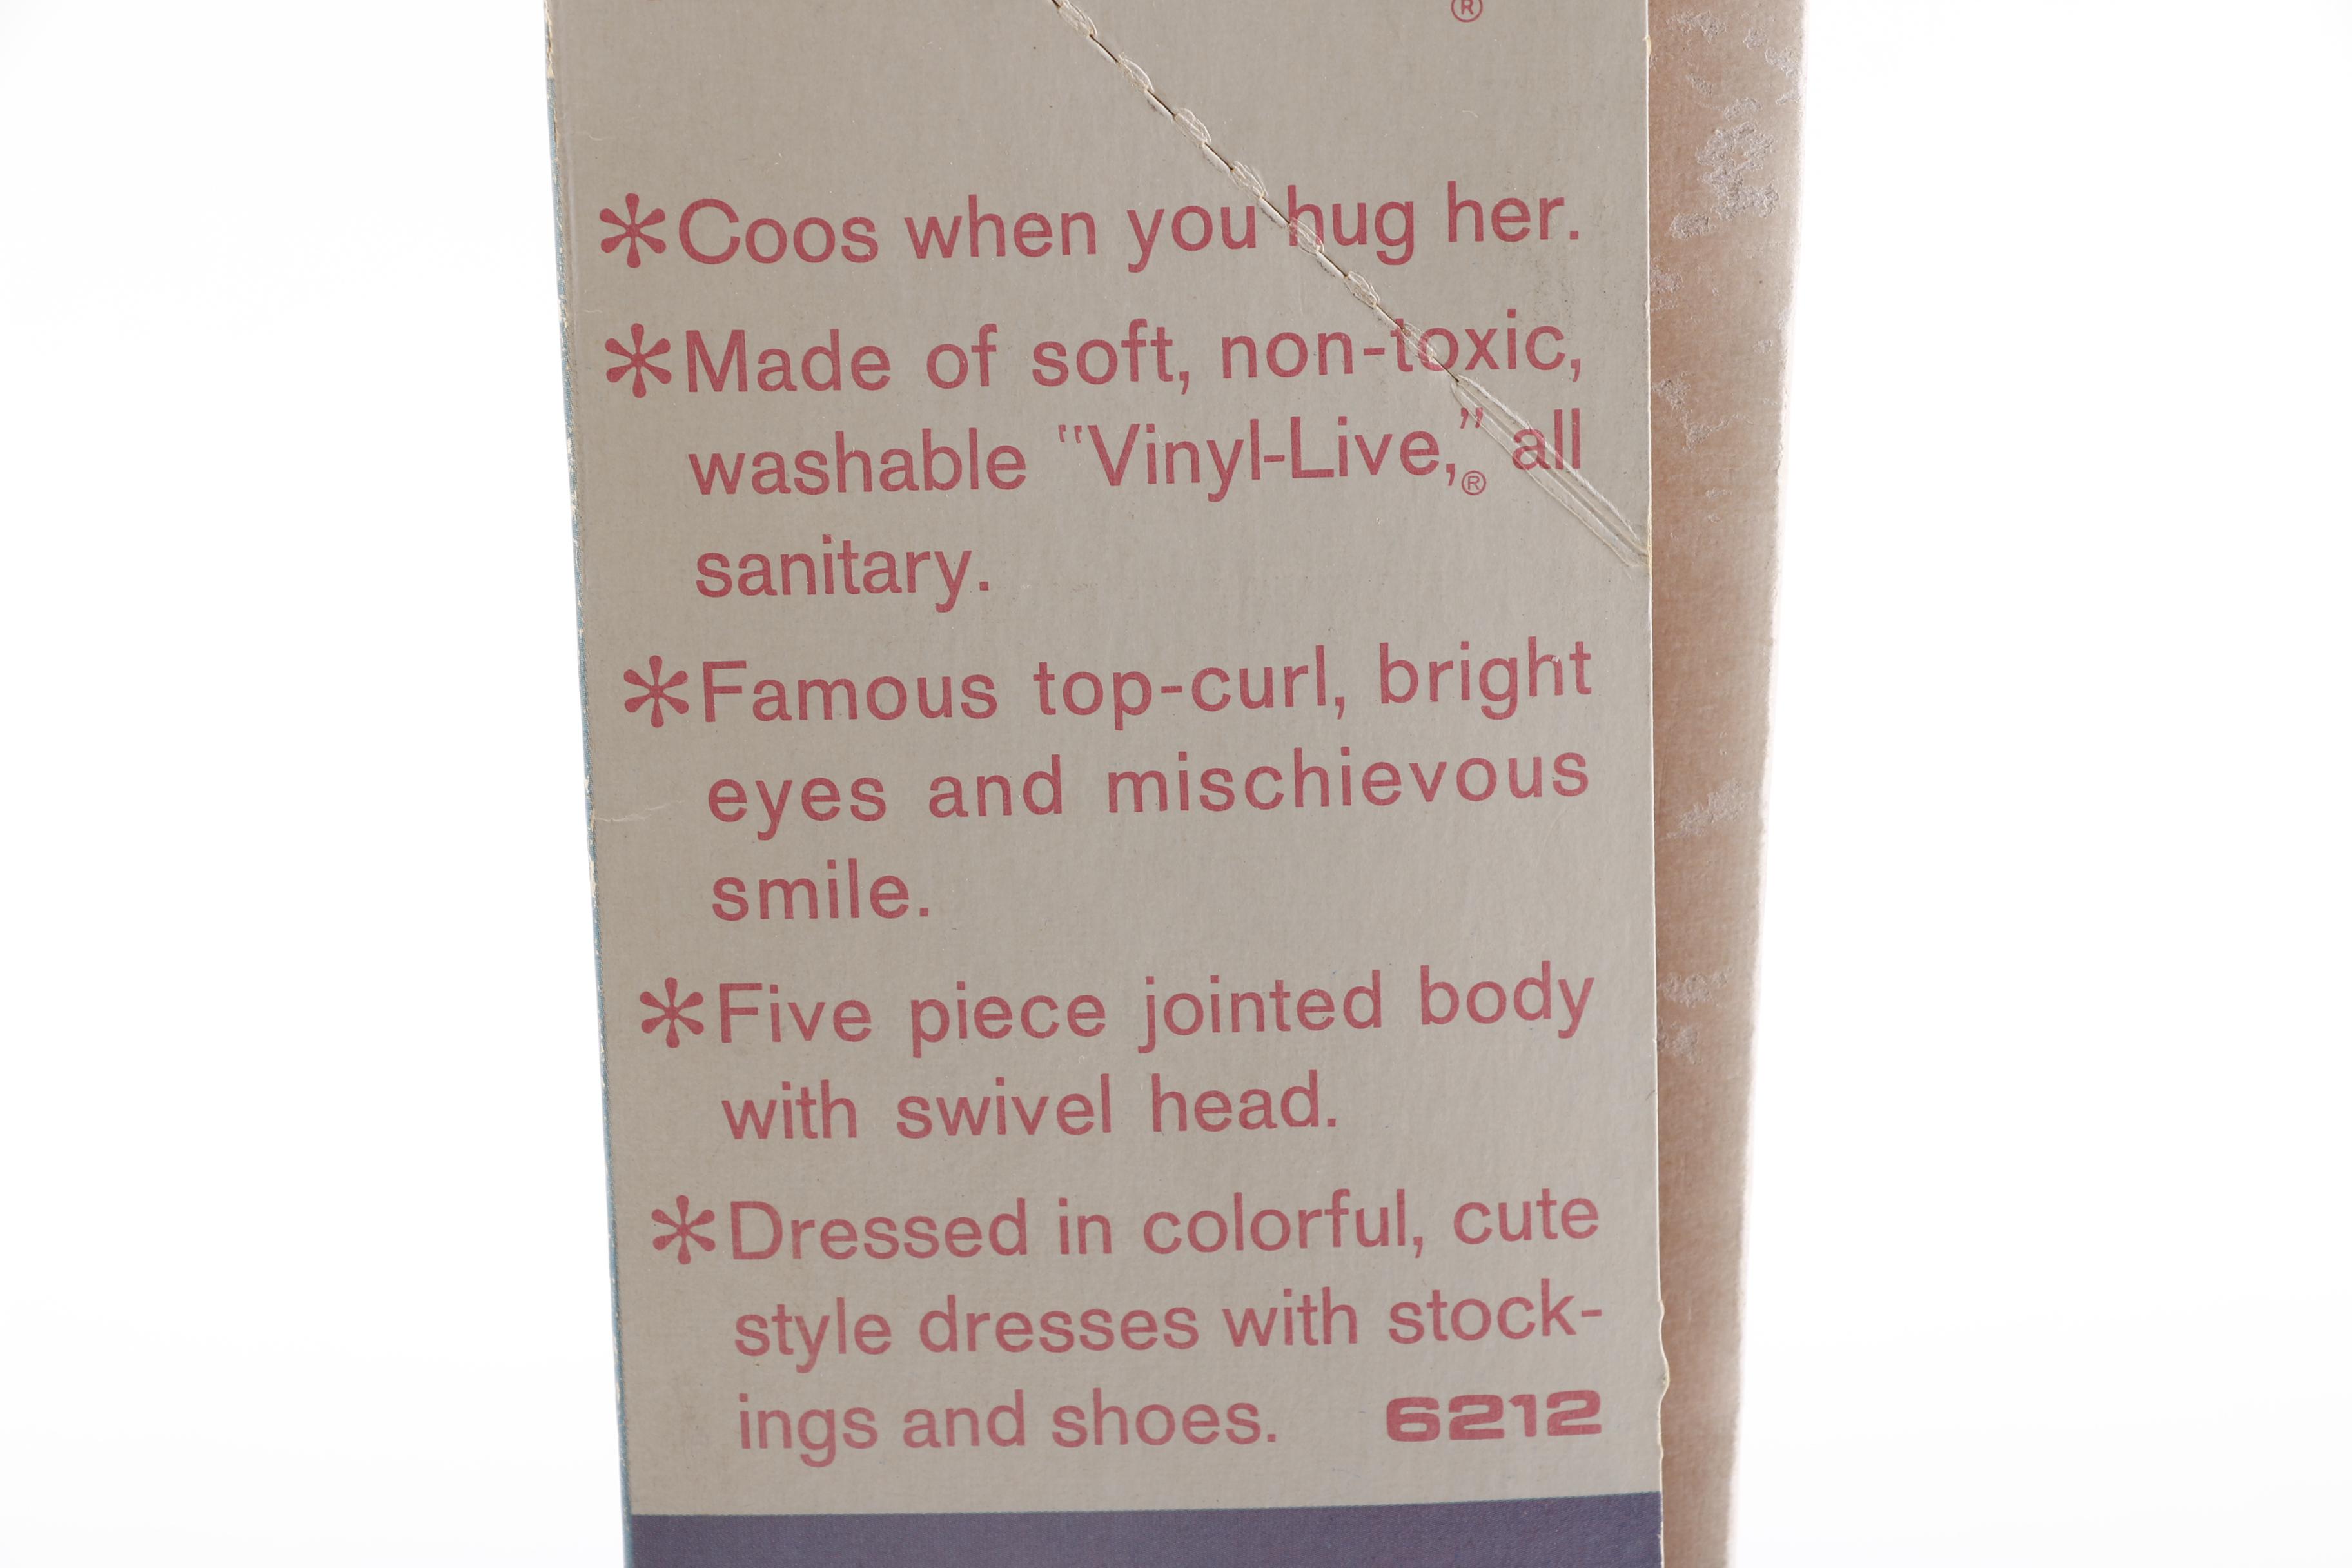 ®
*Coos when you hug her.
*Made of soft, non-toxic,
washable "Vinyl-Live,"® all
sanitary.
*Famous top-curl, bright
eyes and mischievous
smile.
*Five piece jointed body
with swivel head.
*Dressed in colorful, cute
style dresses with stock-
ings and shoes. 6212